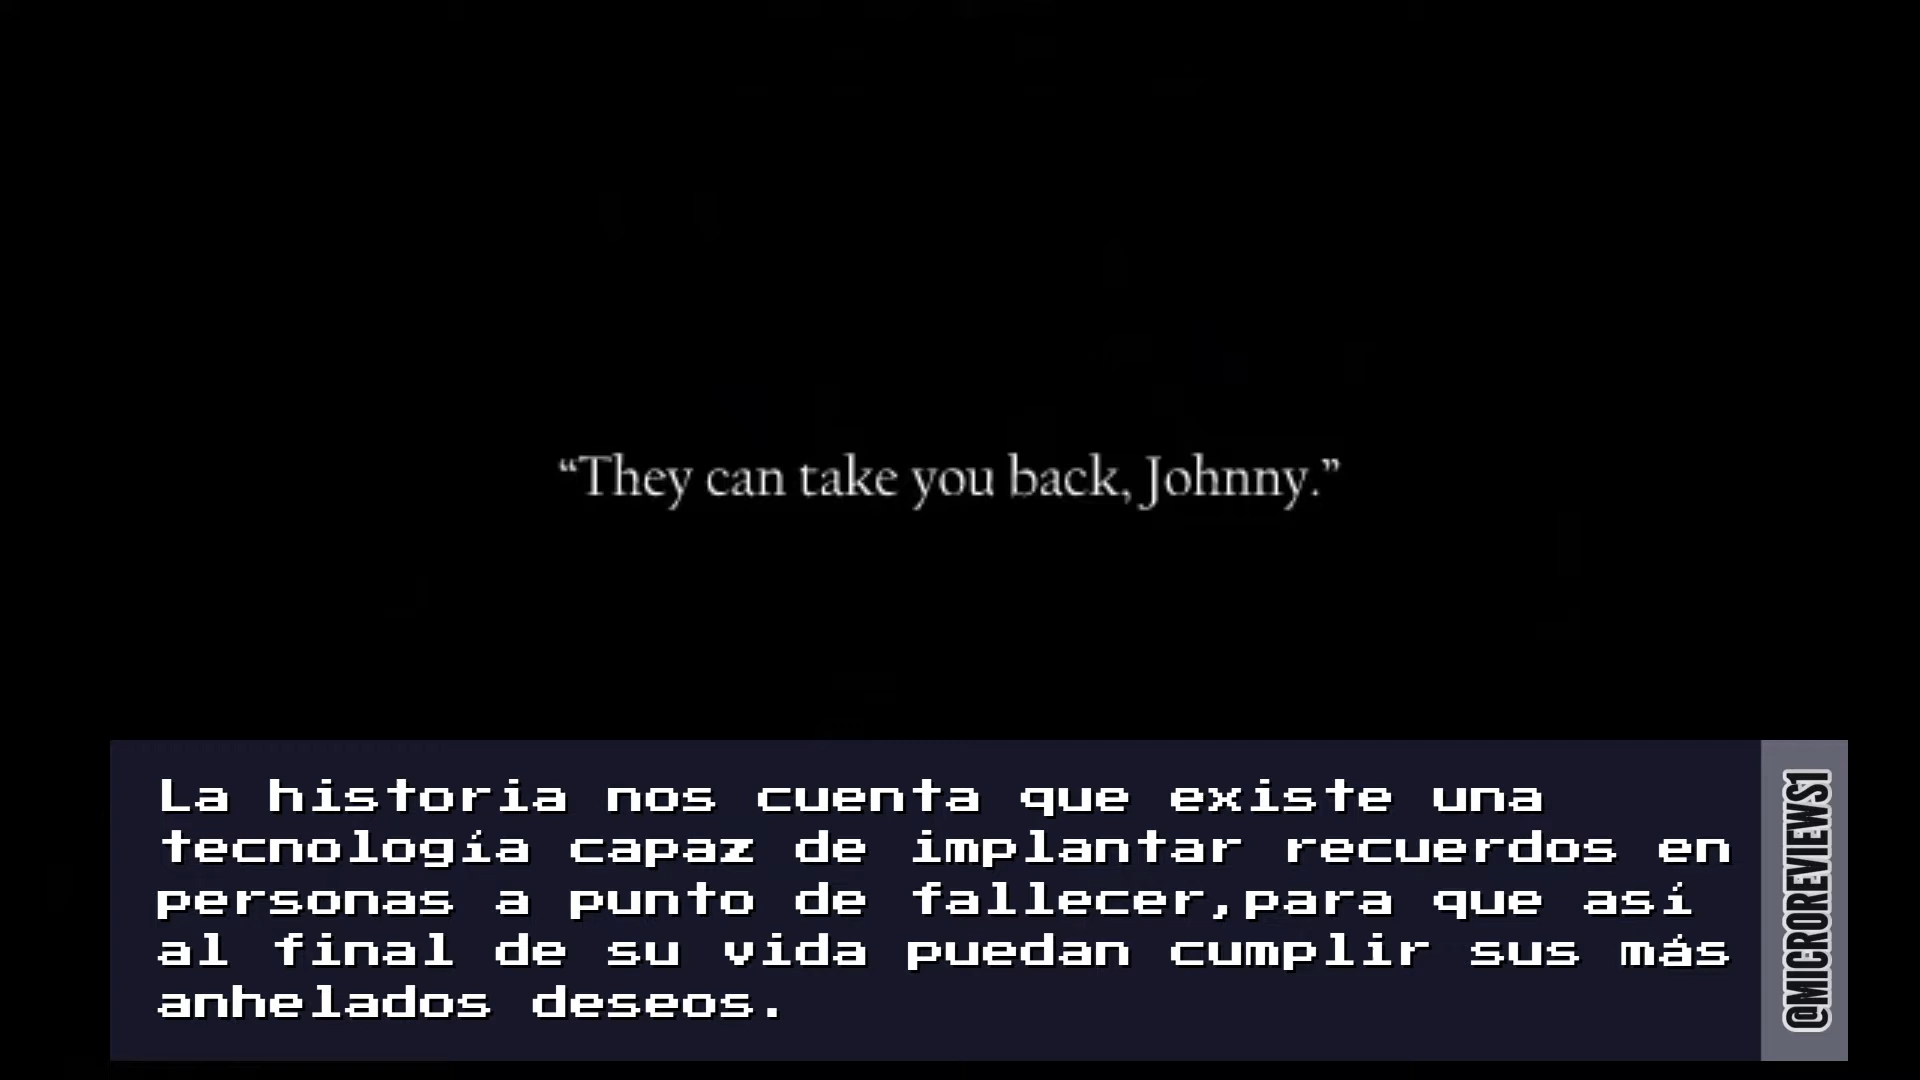 “They can take you back, Johnny.”
La historia nos cuenta que existe una
tecnología capaz de implantar recuerdos en
personas a punto de fallecer,para que así
al final de su vida puedan cumplir sus más
anhelados deseos.
@MICROREVIEWS1